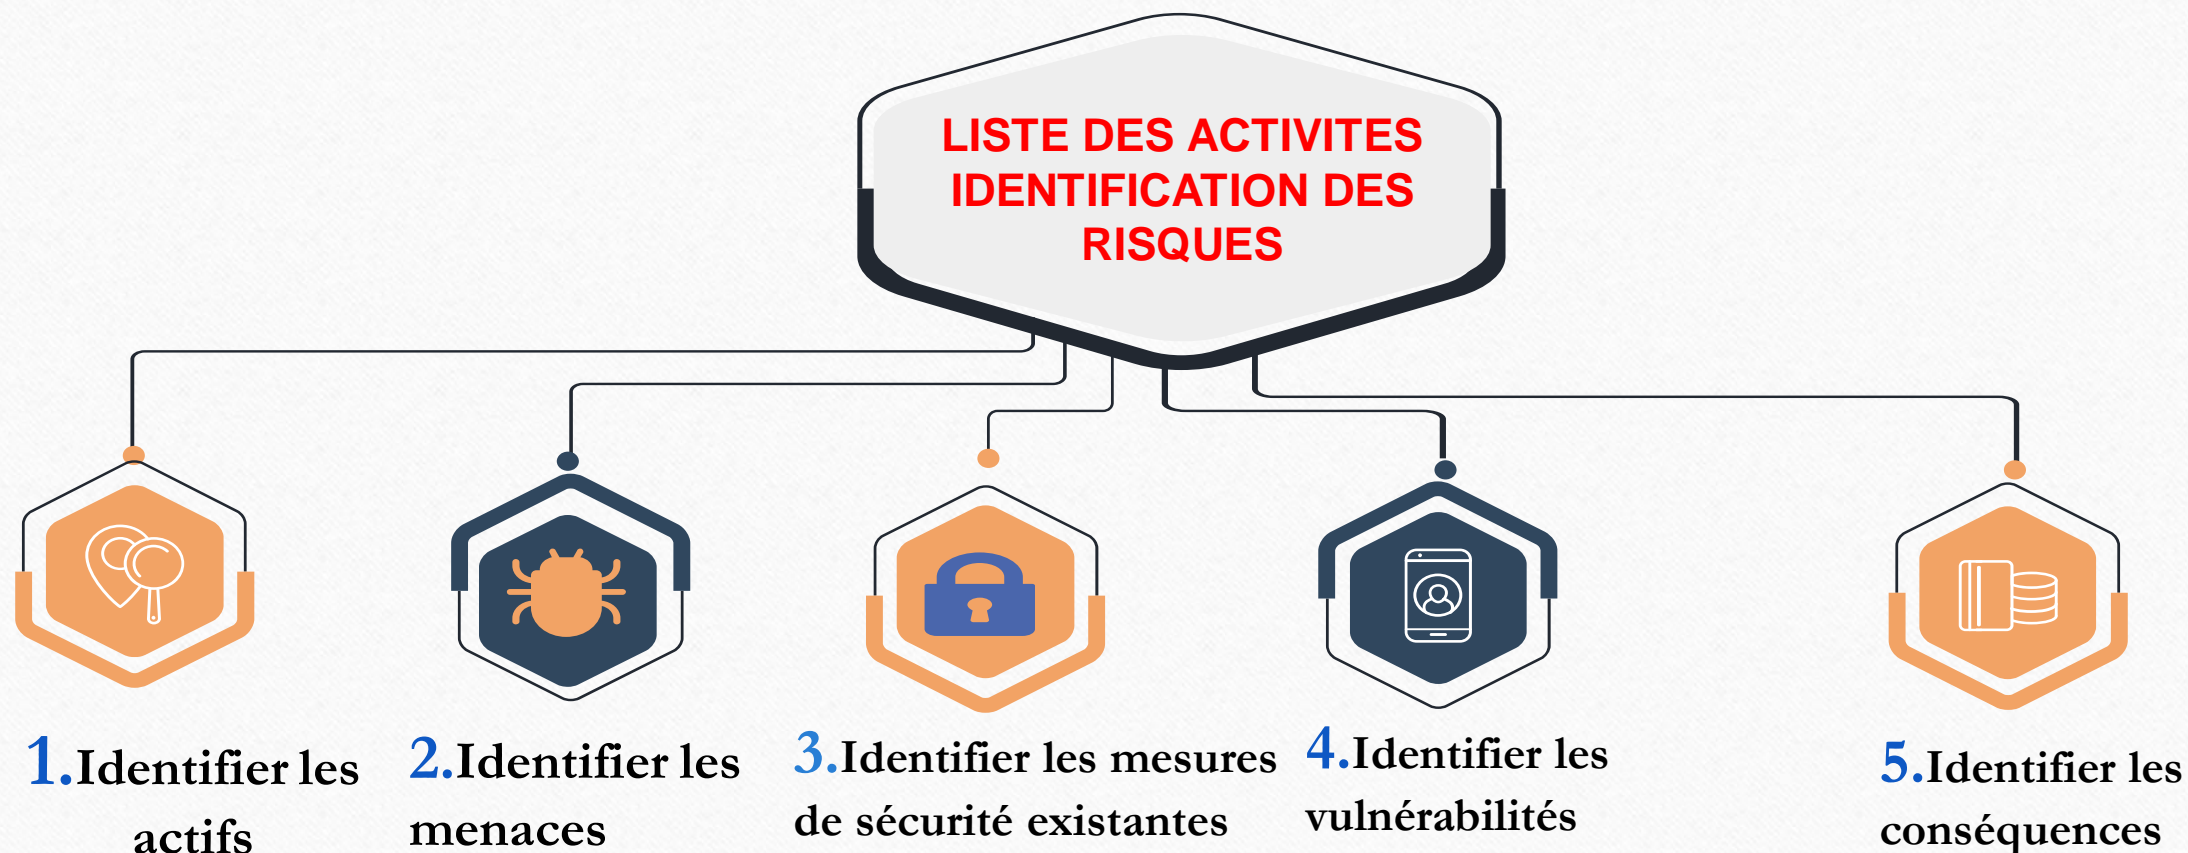 LISTE DES ACTIVITES
IDENTIFICATION DES
RISQUES
1.Identifier les
actifs
2.Identifier les
menaces
3.Identifier les mesures
de sécurité existantes
4.Identifier les
vulnérabilités
5.Identifier les
conséquences